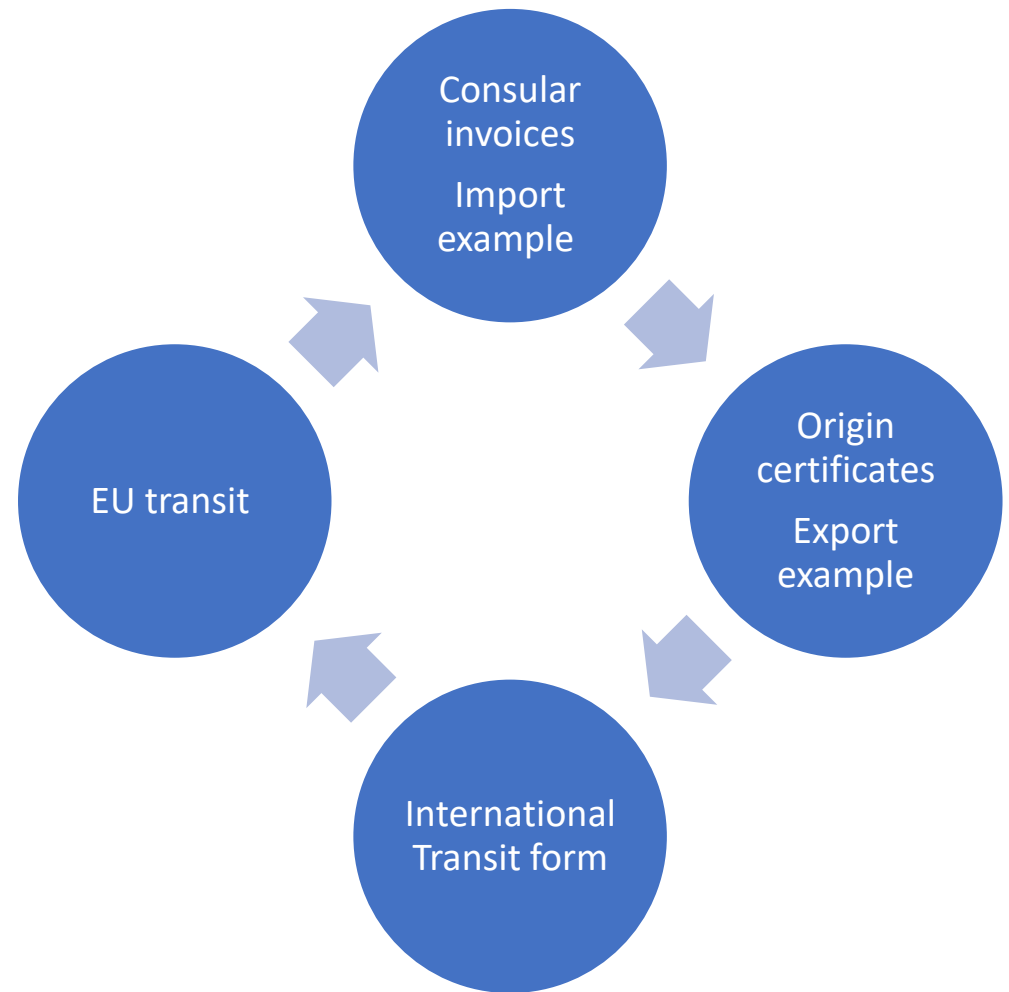 Consular
invoices
Import
example
Origin
certificates
Export
example
International
Transit form
EU transit